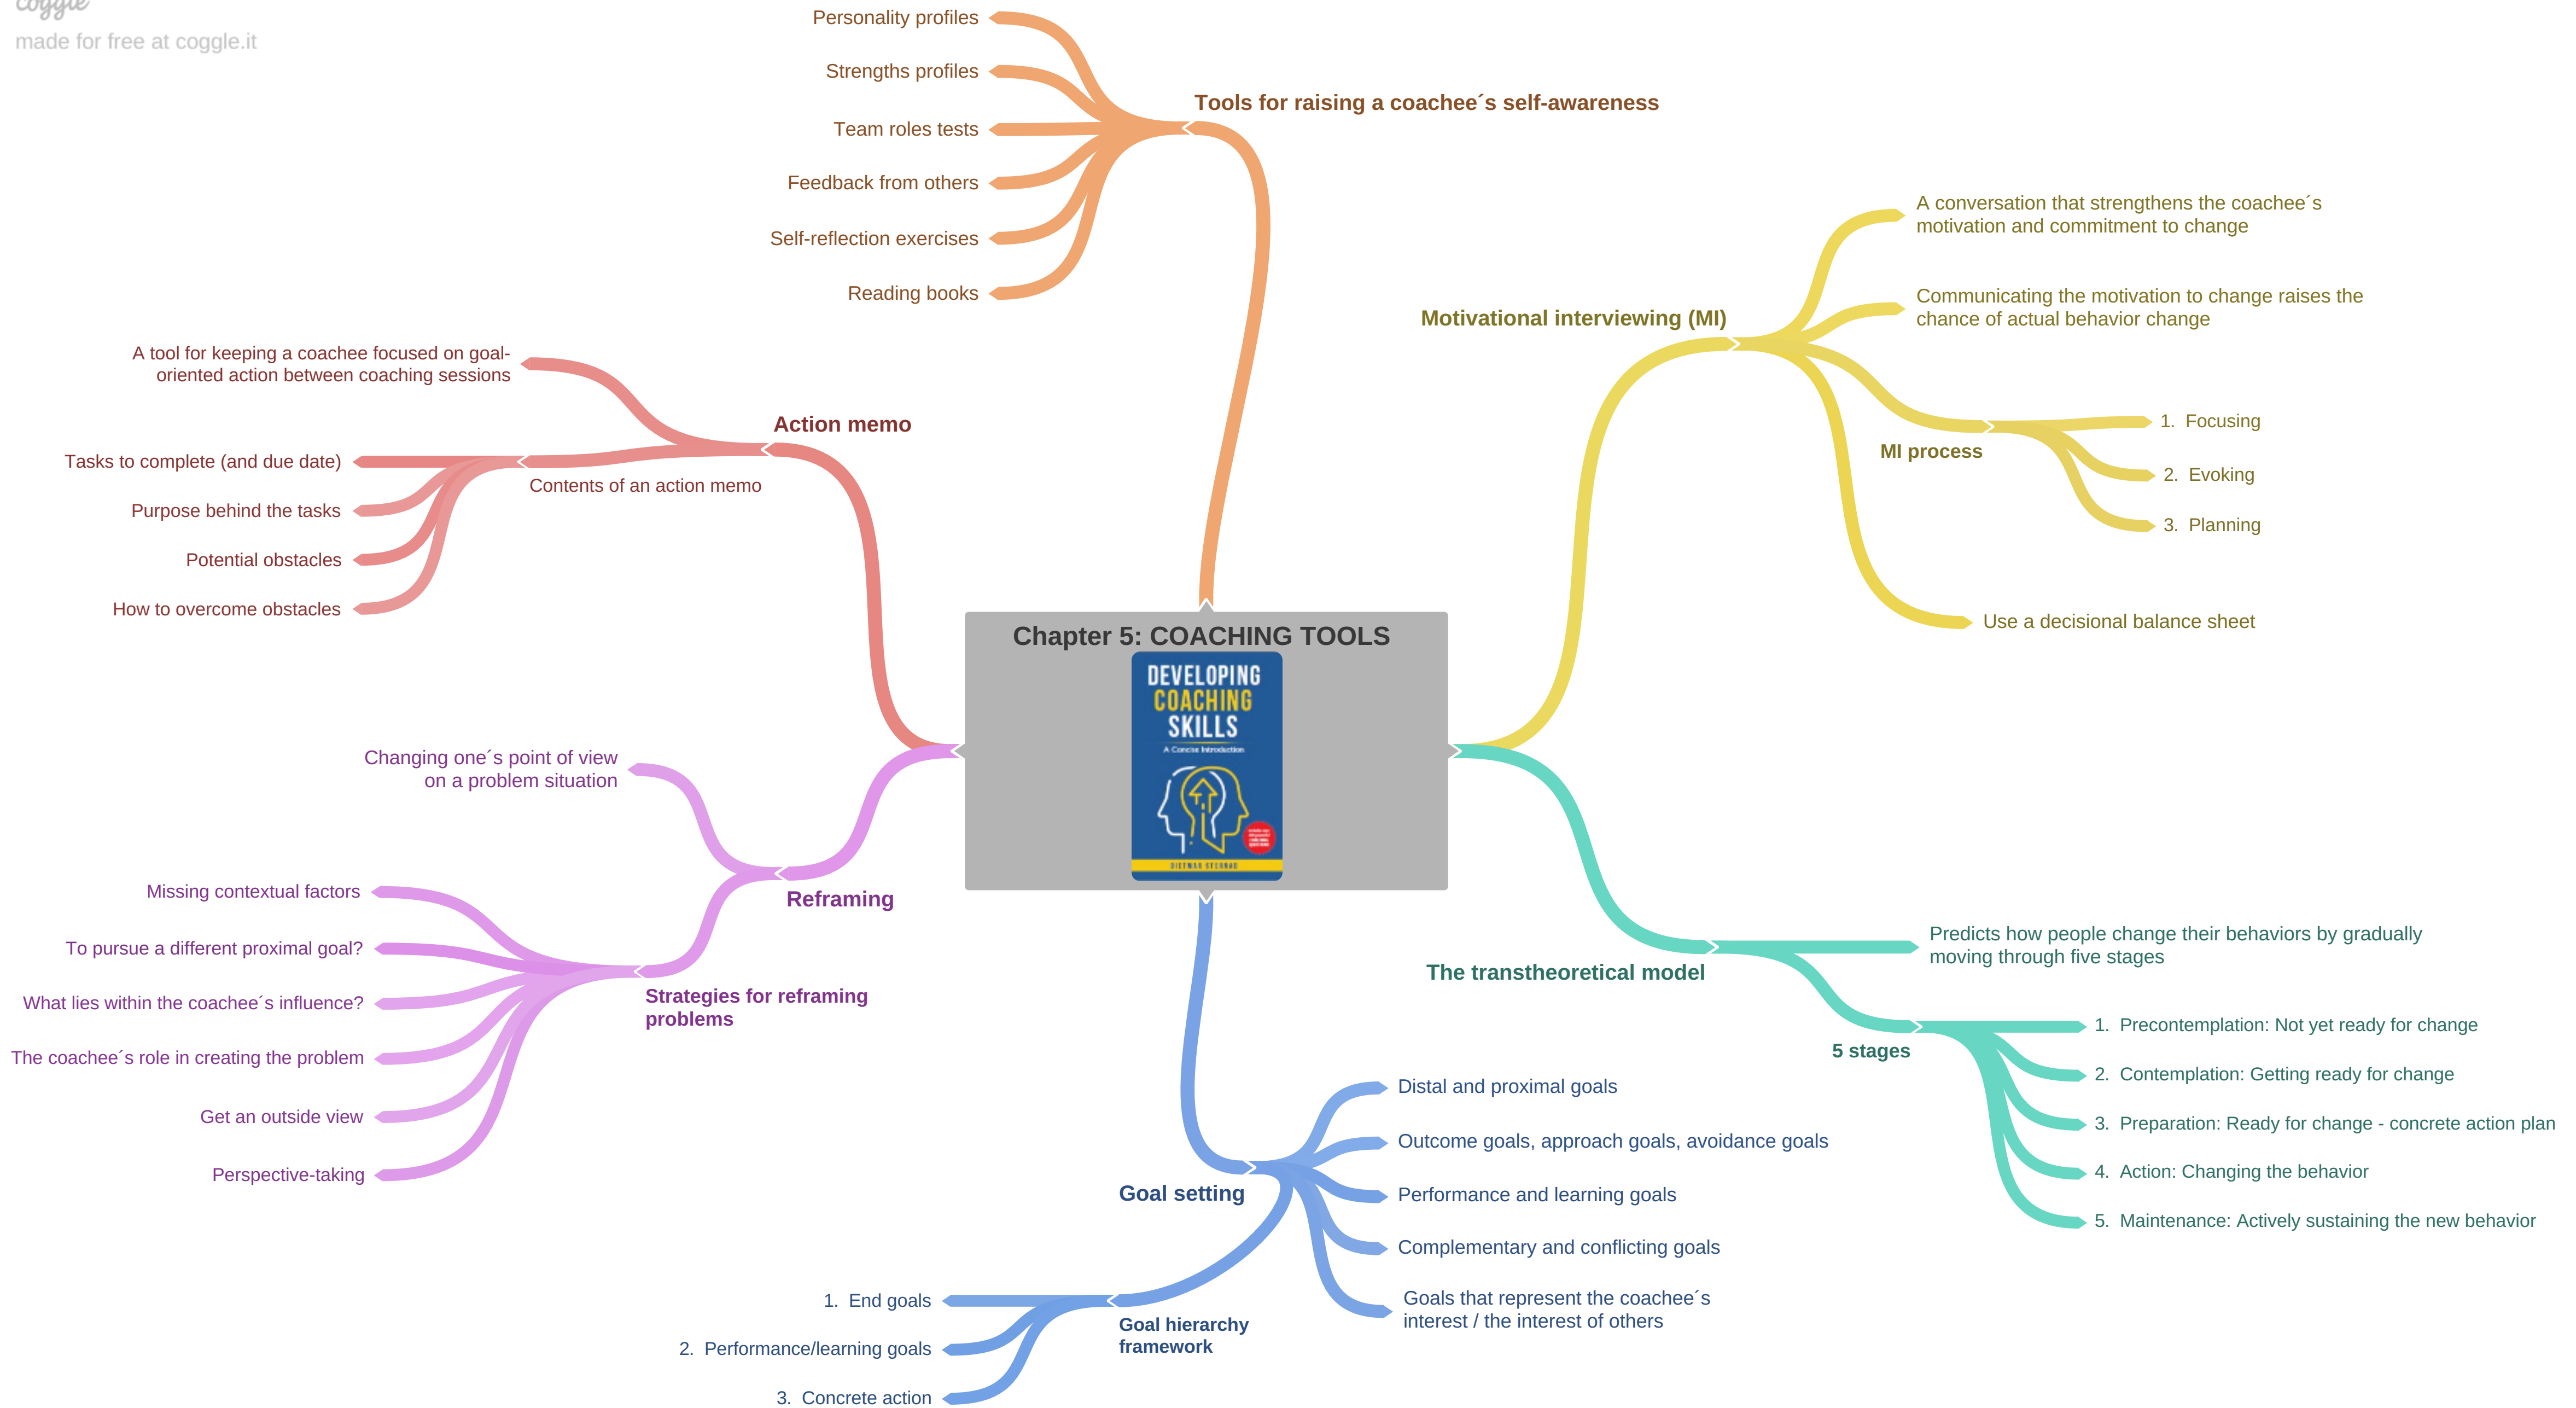 coggle
made for free at coggle.it
Tools for raising a coachee´s self-awareness
Personality profiles
Strengths profiles
Team roles tests
Feedback from others
Self-reflection exercises
Reading books
Motivational interviewing (MI)
A conversation that strengthens the coachee´s
motivation and commitment to change
Communicating the motivation to change raises the
chance of actual behavior change
MI process
1. Focusing
2. Evoking
3. Planning
Use a decisional balance sheet
Action memo
A tool for keeping a coachee focused on goal-
oriented action between coaching sessions
Contents of an action memo
Tasks to complete (and due date)
Purpose behind the tasks
Potential obstacles
How to overcome obstacles
Chapter 5: COACHING TOOLS
DEVELOPING
COACHING
SKILLS
A Concise Introduction
DIETMAR STERNAD
Reframing
Changing one´s point of view
on a problem situation
Strategies for reframing
problems
Missing contextual factors
To pursue a different proximal goal?
What lies within the coachee´s influence?
The coachee´s role in creating the problem
Get an outside view
Perspective-taking
The transtheoretical model
Predicts how people change their behaviors by gradually
moving through five stages
5 stages
1. Precontemplation: Not yet ready for change
2. Contemplation: Getting ready for change
3. Preparation: Ready for change - concrete action plan
4. Action: Changing the behavior
5. Maintenance: Actively sustaining the new behavior
Goal setting
Distal and proximal goals
Outcome goals, approach goals, avoidance goals
Performance and learning goals
Complementary and conflicting goals
Goals that represent the coachee´s
interest / the interest of others
Goal hierarchy
framework
1. End goals
2. Performance/learning goals
3. Concrete action